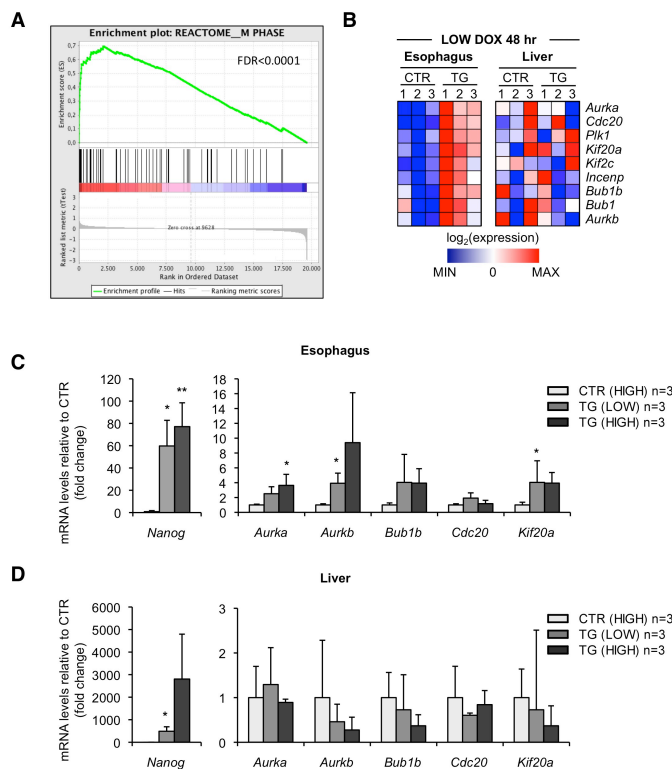 A
Enrichment plot: REACTOME__M PHASE
FDR<0.0001
Enrichment score (ES)
0,7
0,6
0,5
0,4
0,3
0,2
0,1
0,0
Ranked list metric (tTest)
3
2
1
0
-1
-2
-3
Zero cross at 9628
0 2.500 5.000 7.500 10.000 12.500 15.000 17.500 20.000
Rank in Ordered Dataset
Enrichment profile Hits Ranking metric scores
B
LOW DOX 48 hr
Esophagus Liver
CTR TG CTR TG
1 2 3 1 2 3 1 2 3 1 2 3
Aurka
Cdc20
Plk1
Kif20a
Kif2c
Incenp
Bub1b
Bub1
Aurkb
log2(expression)
MIN 0 MAX
C
Esophagus
mRNA levels relative to CTR
(fold change)
120
100
80
60
40
20
0
* **
Nanog
18
16
14
12
10
8
6
4
2
0
* * *
Aurka Aurkb Bub1b Cdc20 Kif20a
CTR (HIGH) n=3
TG (LOW) n=3
TG (HIGH) n=3
D
Liver
mRNA levels relative to CTR
(fold change)
6000
5000
4000
3000
2000
1000
0
*
Nanog
3
2
1
0
Aurka Aurkb Bub1b Cdc20 Kif20a
CTR (HIGH) n=3
TG (LOW) n=3
TG (HIGH) n=3